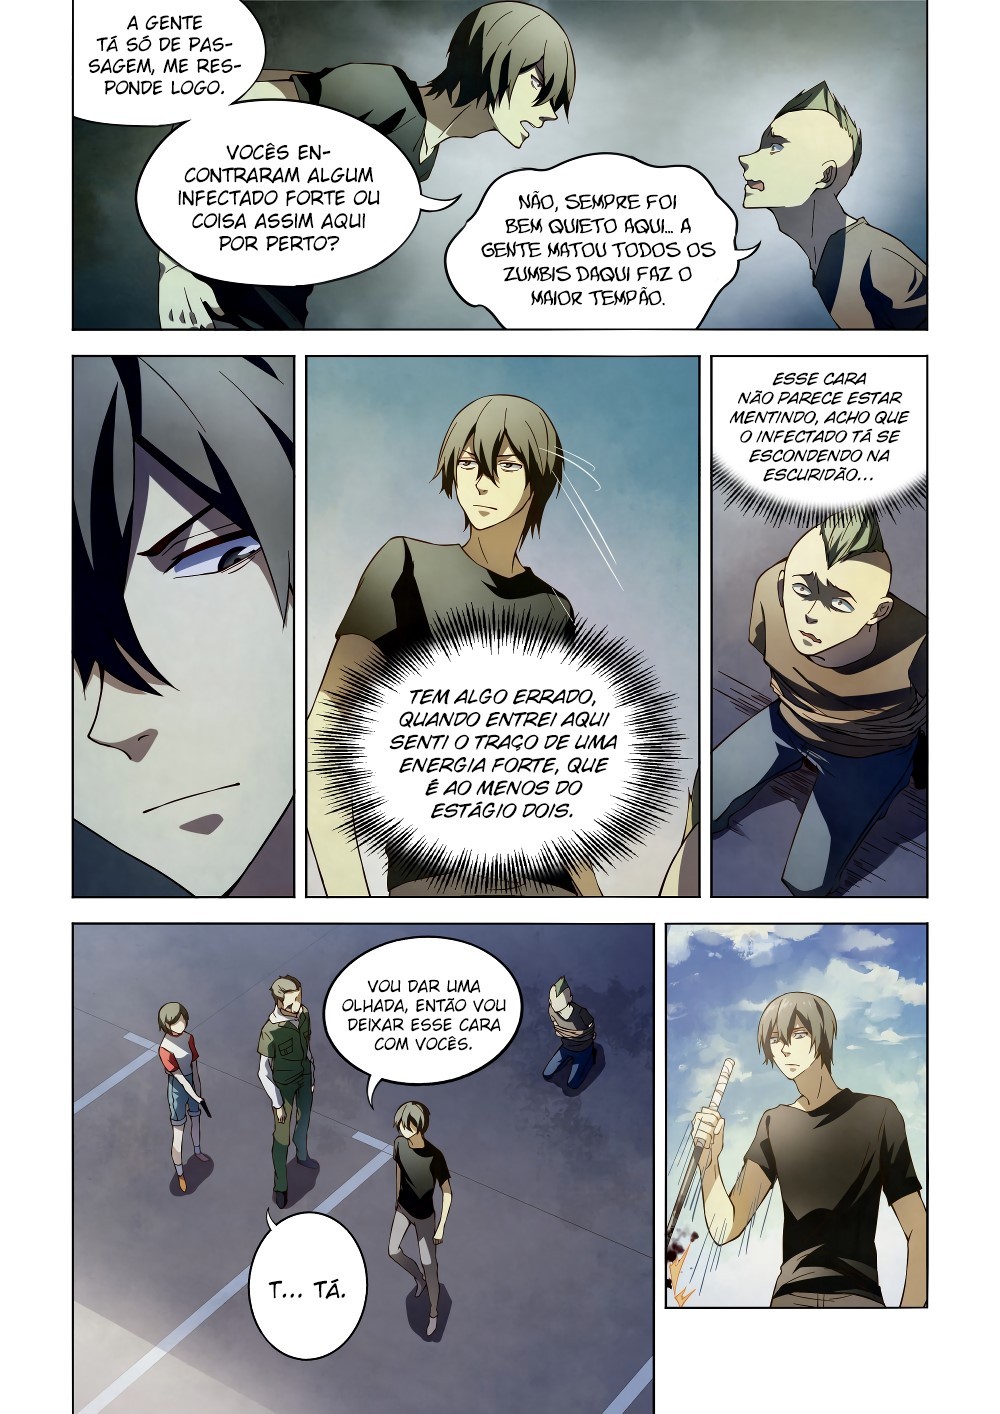 A GENTE
TÁ SÓ DE PAS-
SAGEM, ME RES-
PONDE LOGO.
VOCÊS EN-
CONTRARAM ALGUM
INFECTADO FORTE OU
COISA ASSIM AQUI
POR PERTO?
NÃO, SEMPRE FOI
BEM QUIETO AQUI... A
GENTE MATOU TODOS OS
ZUMBIS DAQUI FAZ O
MAIOR TEMPÃO.
TEM ALGO ERRADO,
QUANDO ENTREI AQUI
SENTI O TRAÇO DE UMA
ENERGIA FORTE, QUE
É AO MENOS DO
ESTÁGIO DOIS.
ESSE CARA
NÃO PARECE ESTAR
MENTINDO, ACHO QUE
O INFECTADO TÁ SE
ESCONDENDO NA
ESCURIDÃO...
VOU DAR UMA
OLHADA, ENTÃO VOU
DEIXAR ESSE CARA
COM VOCÊS.
T... TÁ.